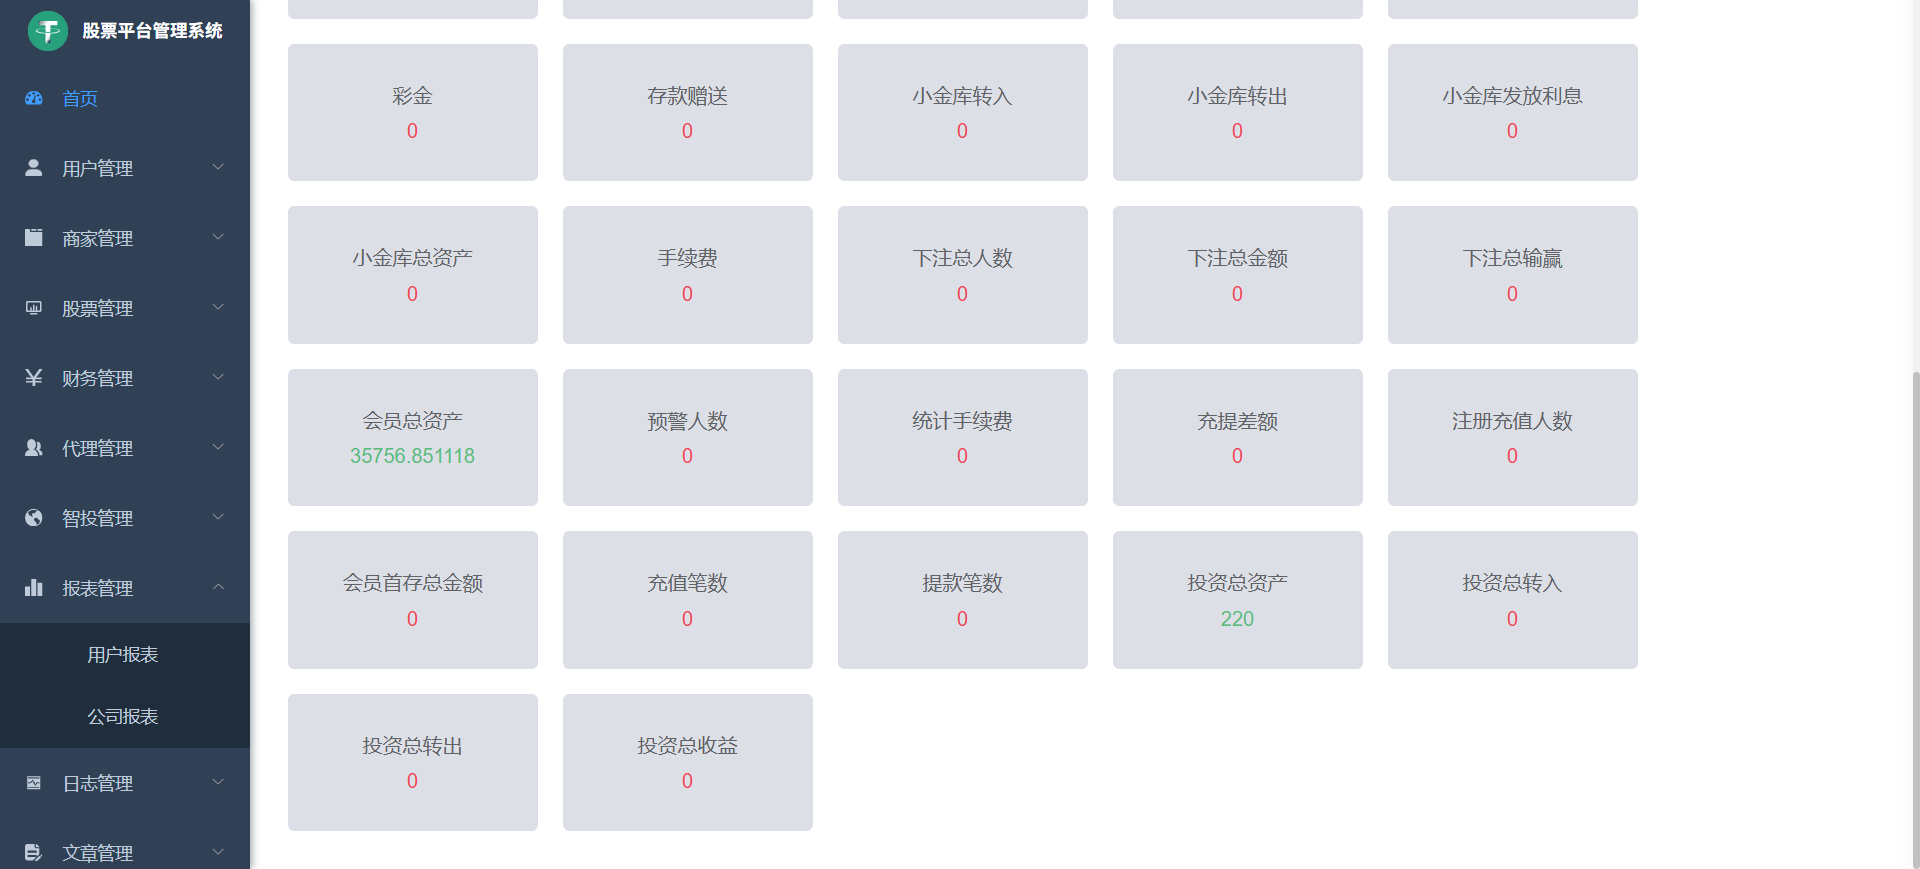 股票平台管理系统
首页
用户管理
商家管理
股票管理
财务管理
代理管理
智投管理
报表管理
用户报表
公司报表
日志管理
文章管理
彩金
0
存款赠送
0
小金库转入
0
小金库转出
0
小金库发放利息
0
小金库总资产
0
手续费
0
下注总人数
0
下注总金额
0
下注总输赢
0
会员总资产
35756.851118
预警人数
0
统计手续费
0
充提差额
0
注册充值人数
0
会员首存总金额
0
充值笔数
0
提款笔数
0
投资总资产
220
投资总转入
0
投资总转出
0
投资总收益
0